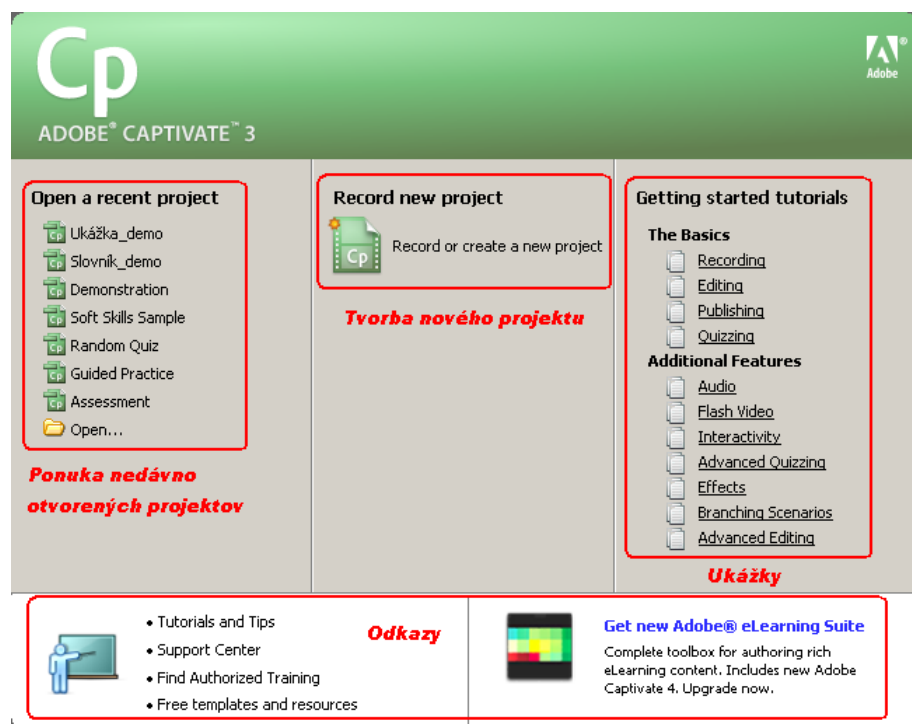 Cp
Adobe
ADOBE® CAPTIVATE™ 3
Open a recent project
Ukážka_demo
Slovník_demo
Demonstration
Soft Skills Sample
Random Quiz
Guided Practice
Assessment
Open...
Ponuka nedávno
otvorených projektov
Record new project
Cp
Record or create a new project
Tvorba nového projektu
Getting started tutorials
The Basics
Recording
Editing
Publishing
Quizzing
Additional Features
Audio
Flash Video
Interactivity
Advanced Quizzing
Effects
Branching Scenarios
Advanced Editing
Ukážky
• Tutorials and Tips
• Support Center
• Find Authorized Training
• Free templates and resources
Odkazy
Get new Adobe® eLearning Suite
Complete toolbox for authoring rich
eLearning content. Includes new Adobe
Captivate 4. Upgrade now.